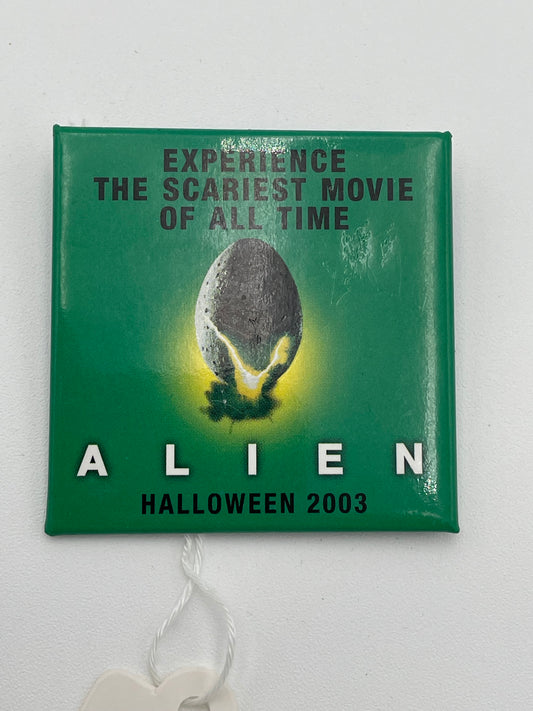 EXPERIENCE
THE SCARIEST MOVIE
OF ALL TIME
ALIEN
HALLOWEEN 2003